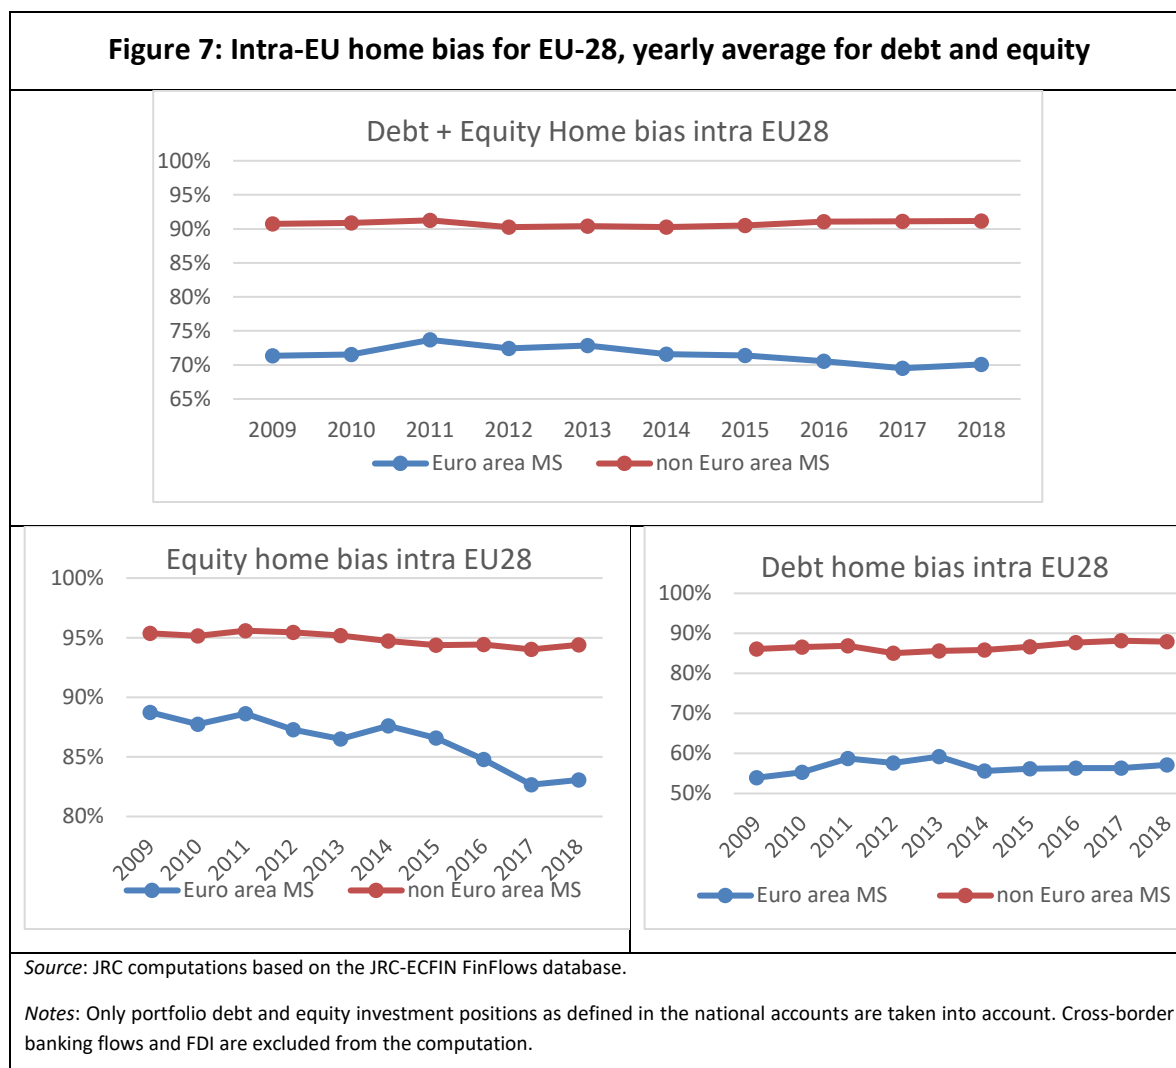 Figure 7: Intra-EU home bias for EU-28, yearly average for debt and equity
Debt + Equity Home bias intra EU28
100%
95%
90%
85%
80%
75%
70%
65%
2009 2010 2011 2012 2013 2014 2015 2016 2017 2018
Euro area MS non Euro area MS
Equity home bias intra EU28
100%
95%
90%
85%
80%
2009 2010 2011 2012 2013 2014 2015 2016 2017 2018
Euro area MS non Euro area MS
Debt home bias intra EU28
100%
90%
80%
70%
60%
50%
2009 2010 2011 2012 2013 2014 2015 2016 2017 2018
Euro area MS non Euro area MS
Source: JRC computations based on the JRC-ECFIN FinFlows database.
Notes: Only portfolio debt and equity investment positions as defined in the national accounts are taken into account. Cross-border
banking flows and FDI are excluded from the computation.